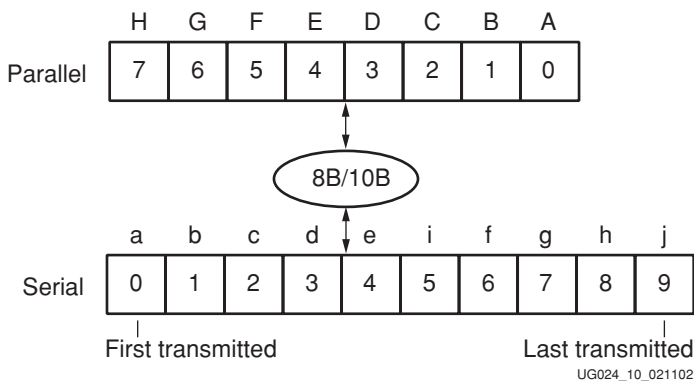 H G F E D C B A
Parallel 7 6 5 4 3 2 1 0
8B/10B
a b c d e i f g h j
Serial 0 1 2 3 4 5 6 7 8 9
First transmitted Last transmitted
UG024_10_021102